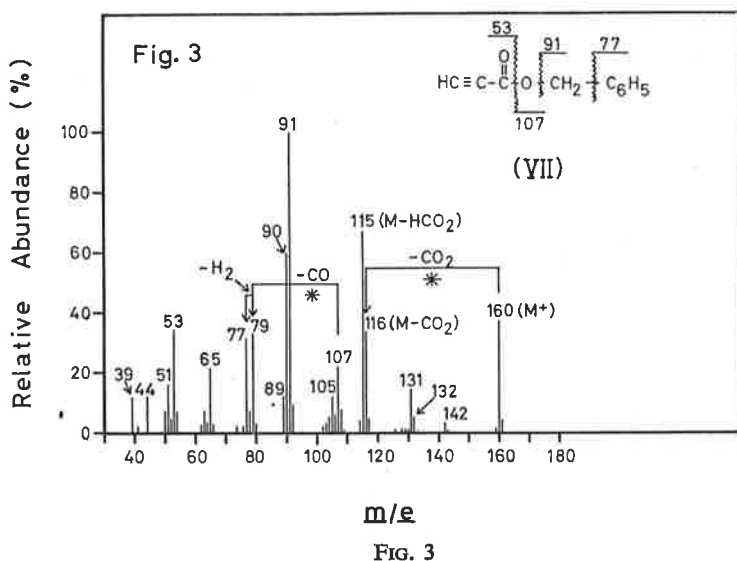 Fig. 3
53
91
77
O
HC≡C-C-O-CH₂-C₆H₅
107
(VII)
Relative Abundance (%)
100
80
60
40
20
0
91
90
115 (M-HCO₂)
-CO₂
-H₂
-CO
*
*
53
77
79
116 (M-CO₂)
160 (M⁺)
39
44
51
65
89
105
107
131
132
142
40
60
80
100
120
140
160
180
m/e
FIG. 3